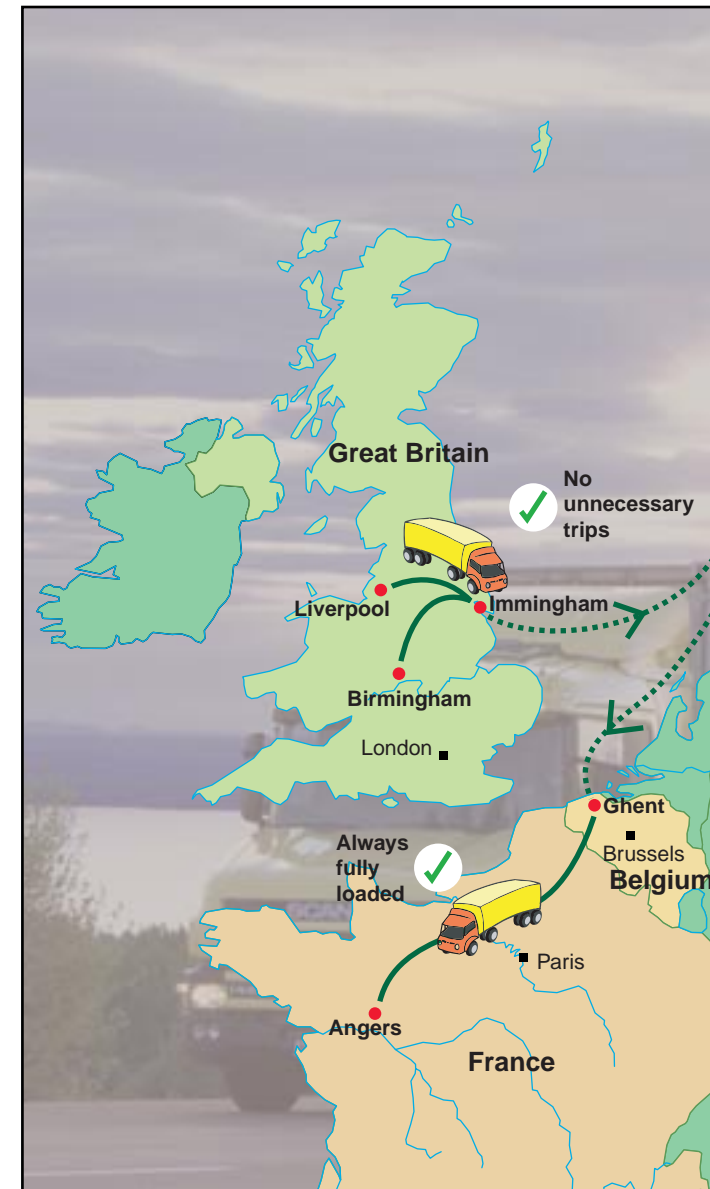 Great Britain
No
unnecessary
trips
Liverpool
Immingham
Birmingham
London
Ghent
Always
fully
loaded
Brussels
Belgium
Paris
Angers
France